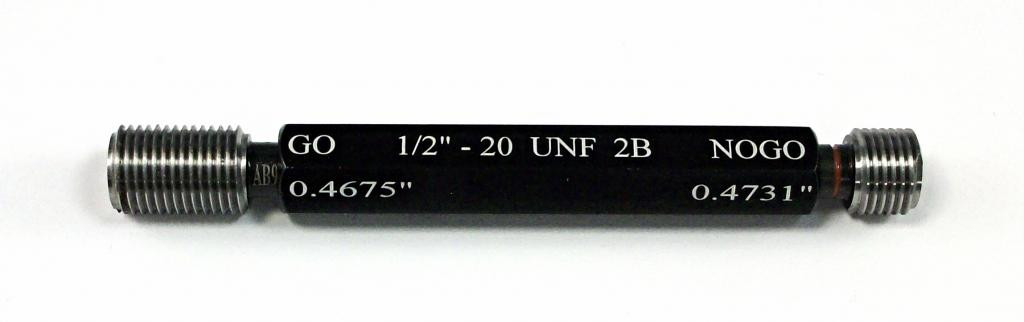 GO 1/2" - 20 UNF 2B NOGO
0.4675" 0.4731"